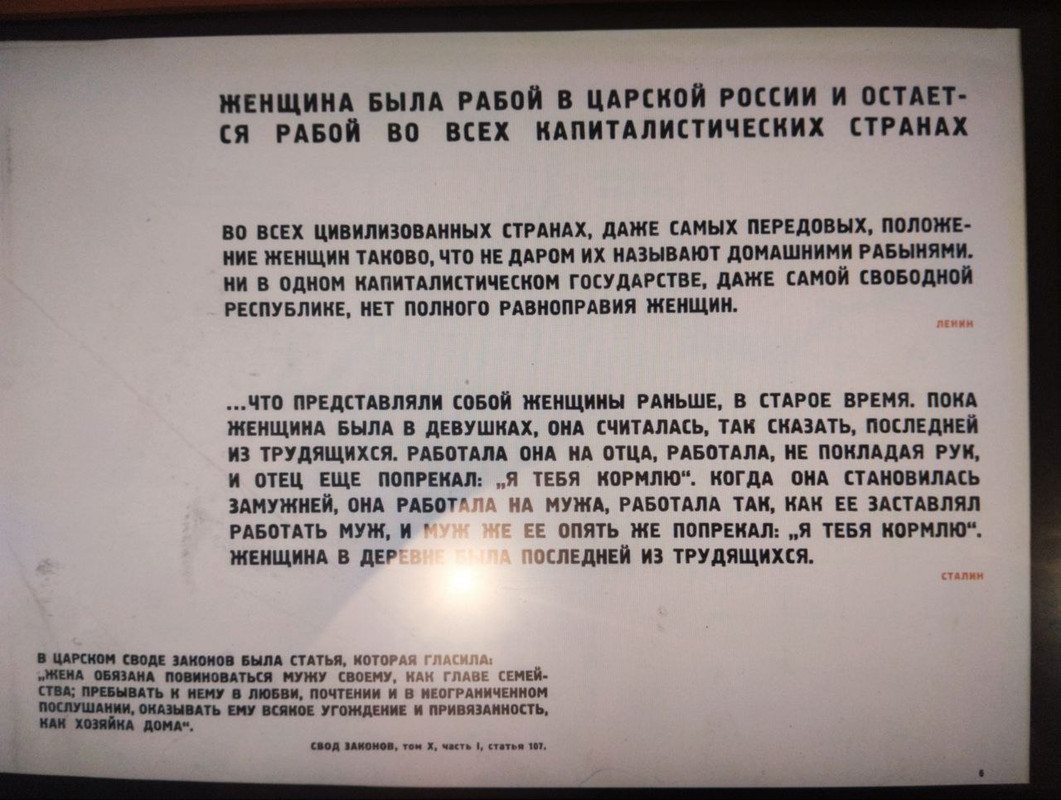 ЖЕНЩИНА БЫЛА РАБОЙ В ЦАРСКОЙ РОССИИ И ОСТАЕТ-
СЯ РАБОЙ ВО ВСЕХ КАПИТАЛИСТИЧЕСКИХ СТРАНАХ
ВО ВСЕХ ЦИВИЛИЗОВАННЫХ СТРАНАХ, ДАЖЕ САМЫХ ПЕРЕДОВЫХ, ПОЛОЖЕ-
НИЕ ЖЕНЩИН ТАКОВО, ЧТО НЕ ДАРОМ ИХ НАЗЫВАЮТ ДОМАШНИМИ РАБЫНЯМИ.
НИ В ОДНОМ КАПИТАЛИСТИЧЕСКОМ ГОСУДАРСТВЕ, ДАЖЕ САМОЙ СВОБОДНОЙ
РЕСПУБЛИКЕ, НЕТ ПОЛНОГО РАВНОПРАВИЯ ЖЕНЩИН.
ЛЕНИН
...ЧТО ПРЕДСТАВЛЯЛИ СОБОЙ ЖЕНЩИНЫ РАНЬШЕ, В СТАРОЕ ВРЕМЯ. ПОКА
ЖЕНЩИНА БЫЛА В ДЕВУШКАХ, ОНА СЧИТАЛАСЬ, ТАК СКАЗАТЬ, ПОСЛЕДНЕЙ
ИЗ ТРУДЯЩИХСЯ. РАБОТАЛА ОНА НА ОТЦА, РАБОТАЛА, НЕ ПОКЛАДАЯ РУК,
И ОТЕЦ ЕЩЕ ПОПРЕКАЛ: „Я ТЕБЯ КОРМЛЮ“. КОГДА ОНА СТАНОВИЛАСЬ
ЗАМУЖНЕЙ, ОНА РАБОТАЛА НА МУЖА, РАБОТАЛА ТАК, КАК ЕЕ ЗАСТАВЛЯЛ
РАБОТАТЬ МУЖ, И МУЖ ЖЕ ЕЕ ОПЯТЬ ЖЕ ПОПРЕКАЛ: „Я ТЕБЯ КОРМЛЮ“.
ЖЕНЩИНА В ДЕРЕВНЕ БЫЛА ПОСЛЕДНЕЙ ИЗ ТРУДЯЩИХСЯ.
СТАЛИН
В ЦАРСКОМ СВОДЕ ЗАКОНОВ БЫЛА СТАТЬЯ, КОТОРАЯ ГЛАСИЛА:
„ЖЕНА ОБЯЗАНА ПОВИНОВАТЬСЯ МУЖУ СВОЕМУ, КАК ГЛАВЕ СЕМЕЙ-
СТВА; ПРЕБЫВАТЬ К НЕМУ В ЛЮБВИ, ПОЧТЕНИИ И В НЕОГРАНИЧЕННОМ
ПОСЛУШАНИИ, ОКАЗЫВАТЬ ЕМУ ВСЯКОЕ УГОЖДЕНИЕ И ПРИВЯЗАННОСТЬ,
КАК ХОЗЯЙКА ДОМА“.
СВОД ЗАКОНОВ, том X, часть I, статья 107.